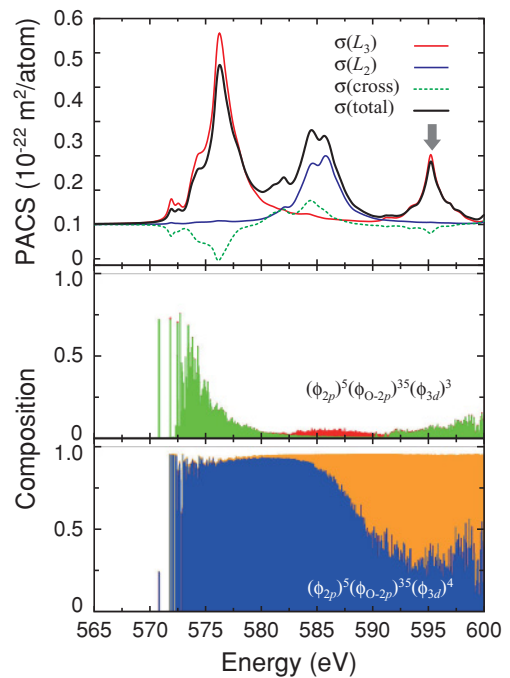 0.6
0.5
0.3
0.2
0.1
0
PACS (10⁻²² m²/atom)
σ(L₃)
σ(L₂)
σ(cross)
σ(total)
1.0
0.5
0
(ϕ₂ₚ)⁵(ϕO-2p)³⁵(ϕ3d)³
Composition
1.0
0.5
0
(ϕ₂ₚ)⁵(ϕO-2p)³⁵(ϕ3d)⁴
565 570 575 580 585 590 595 600
Energy (eV)